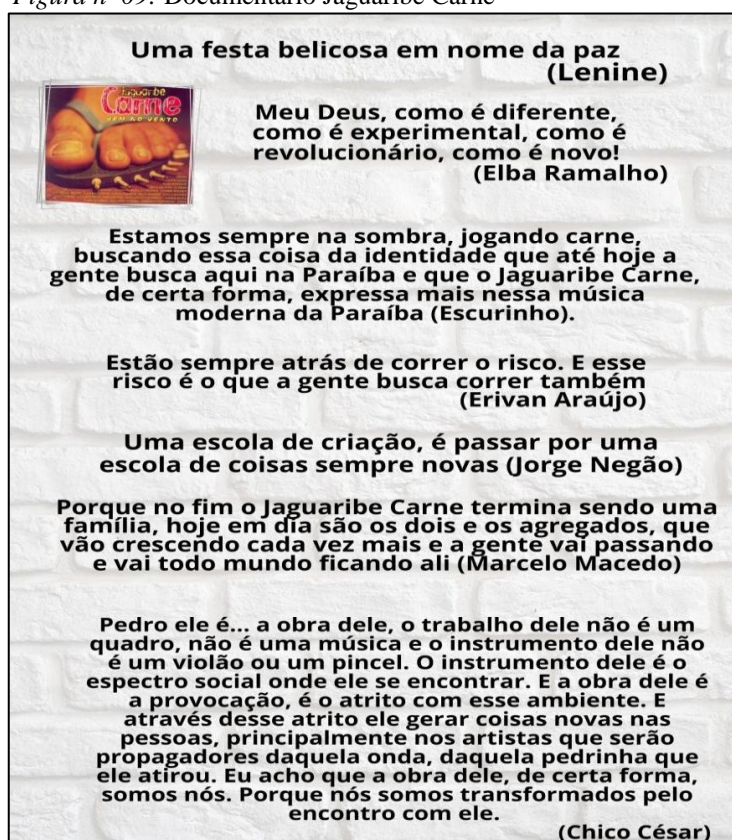 Figura nº 09: Documentário Jaguaribe Carne
Uma festa belicosa em nome da paz
(Lenine)
Jaguaribe
Carne
VEM NO VENTO
Meu Deus, como é diferente,
como é experimental, como é
revolucionário, como é novo!
(Elba Ramalho)
Estamos sempre na sombra, jogando carne,
buscando essa coisa da identidade que até hoje a
gente busca aqui na Paraíba e que o Jaguaribe Carne,
de certa forma, expressa mais nessa música
moderna da Paraíba (Escurinho).
Estão sempre atrás de correr o risco. E esse
risco é o que a gente busca correr também
(Erivan Araújo)
Uma escola de criação, é passar por uma
escola de coisas sempre novas (Jorge Negão)
Porque no fim o Jaguaribe Carne termina sendo uma
família, hoje em dia são os dois e os agregados, que
vão crescendo cada vez mais e a gente vai passando
e vai todo mundo ficando ali (Marcelo Macedo)
Pedro ele é... a obra dele, o trabalho dele não é um
quadro, não é uma música e o instrumento dele não
é um violão ou um pincel. O instrumento dele é o
espectro social onde ele se encontrar. E a obra dele é
a provocação, é o atrito com esse ambiente. E
através desse atrito ele gerar coisas novas nas
pessoas, principalmente nos artistas que serão
propagadores daquela onda, daquela pedrinha que
ele atirou. Eu acho que a obra dele, de certa forma,
somos nós. Porque nós somos transformados pelo
encontro com ele.
(Chico César)